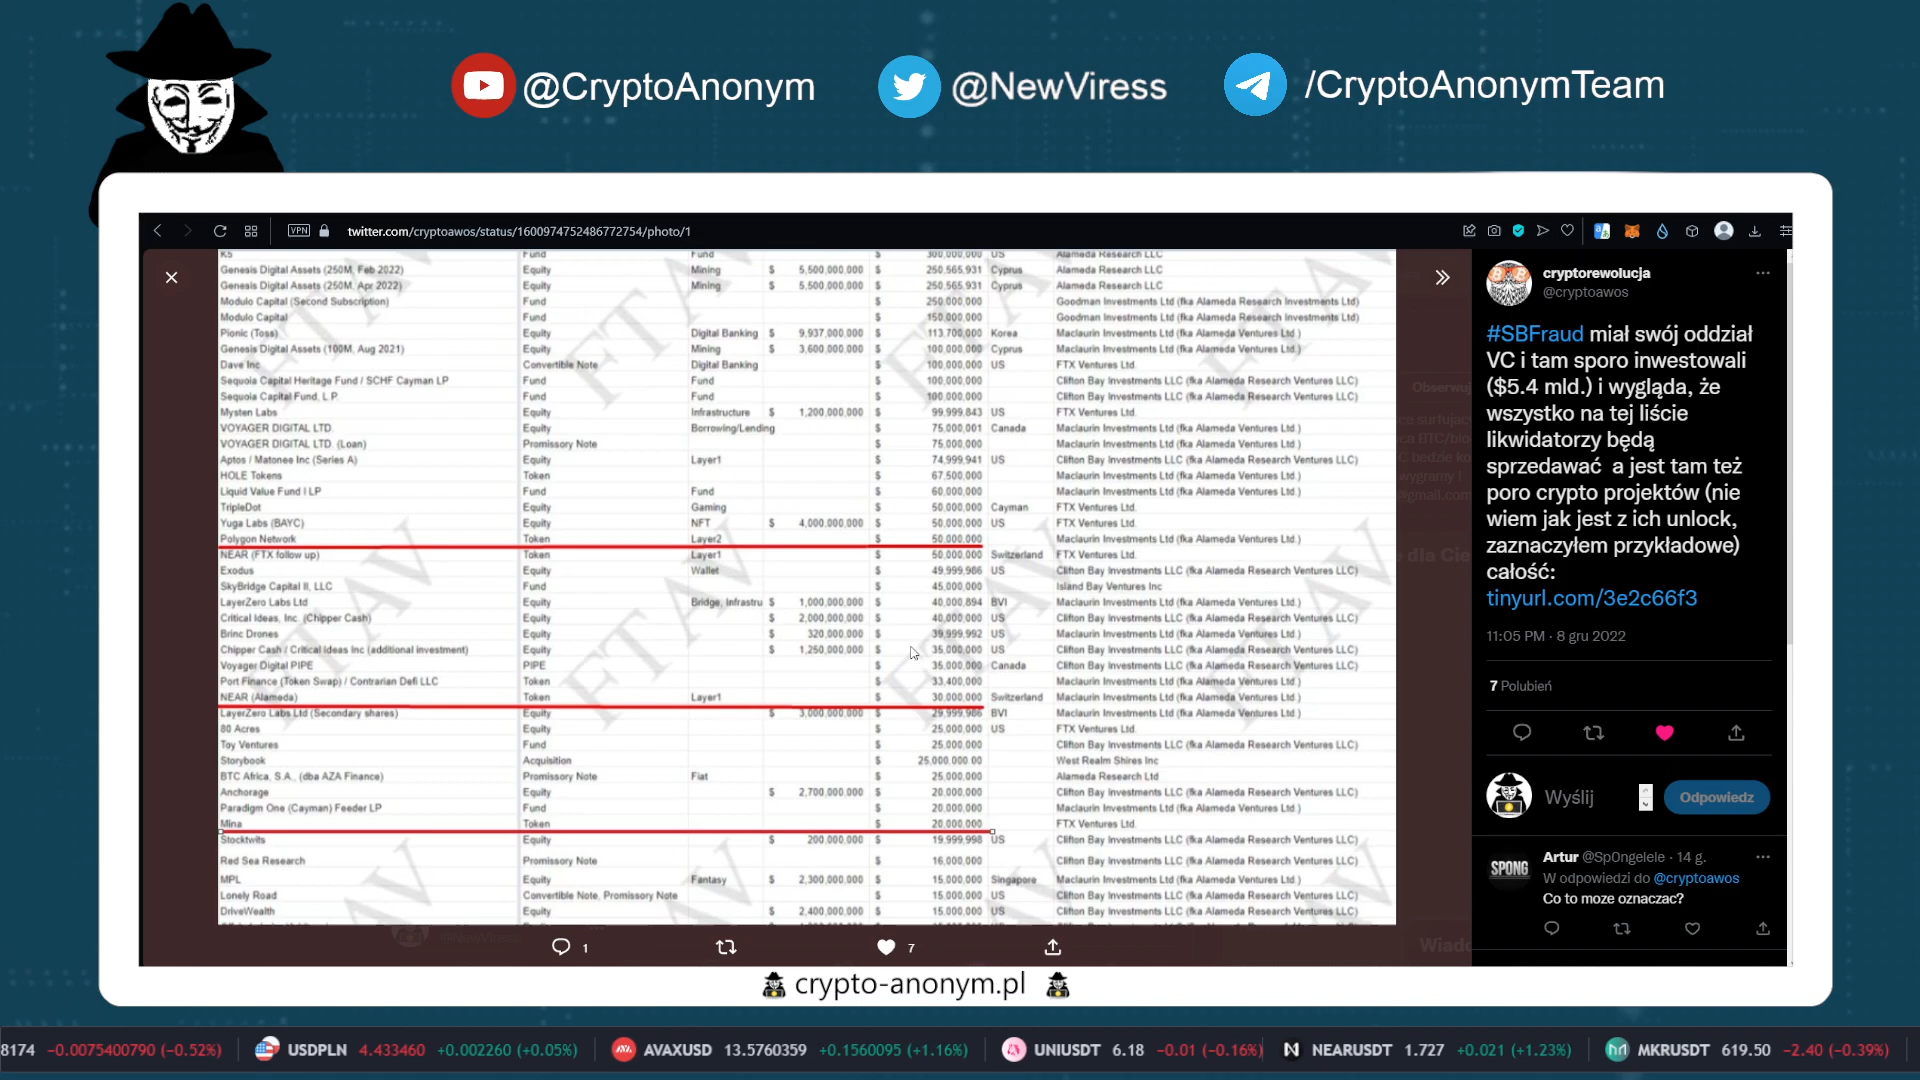 @CryptoAnonym @NewViress /CryptoAnonymTeam
VPN twitter.com/cryptoawos/status/1600974752486772754/photo/1
K5 Fund Fund $ 300,000,000 US Alameda Research LLC
Genesis Digital Assets (250M, Feb 2022) Equity Mining $ 5,500,000,000 $ 250,565,931 Cyprus Alameda Research LLC
Genesis Digital Assets (250M, Apr 2022) Equity Mining $ 5,500,000,000 $ 250,565,931 Cyprus Alameda Research LLC
Modulo Capital (Second Subscription) Fund $ 250,000,000 Goodman Investments Ltd (fka Alameda Research Investments Ltd)
Modulo Capital Fund $ 150,000,000 Goodman Investments Ltd (fka Alameda Research Investments Ltd)
Pionic (Toss) Equity Digital Banking $ 9,937,000,000 $ 113,700,000 Korea Maclaurin Investments Ltd (fka Alameda Ventures Ltd.)
Genesis Digital Assets (100M, Aug 2021) Equity Mining $ 3,600,000,000 $ 100,000,000 Cyprus Maclaurin Investments Ltd (fka Alameda Ventures Ltd.)
Dave Inc Convertible Note Digital Banking $ 100,000,000 US FTX Ventures Ltd.
Sequoia Capital Heritage Fund / SCHF Cayman LP Fund Fund $ 100,000,000 Clifton Bay Investments LLC (fka Alameda Research Ventures LLC)
Sequoia Capital Fund, L.P. Fund Fund $ 100,000,000 Clifton Bay Investments LLC (fka Alameda Research Ventures LLC)
Mysten Labs Equity Infrastructure $ 1,200,000,000 $ 99,999,843 US FTX Ventures Ltd.
VOYAGER DIGITAL LTD. Equity Borrowing/Lending $ 75,000,001 Canada Maclaurin Investments Ltd (fka Alameda Ventures Ltd.)
VOYAGER DIGITAL LTD. (Loan) Promissory Note $ 75,000,000 Maclaurin Investments Ltd (fka Alameda Ventures Ltd.)
Aptos / Matonee Inc (Series A) Equity Layer1 $ 74,999,941 US Clifton Bay Investments LLC (fka Alameda Research Ventures LLC)
HOLE Tokens Token $ 67,500,000 Maclaurin Investments Ltd (fka Alameda Ventures Ltd.)
Liquid Value Fund I LP Fund Fund $ 60,000,000 Maclaurin Investments Ltd (fka Alameda Ventures Ltd.)
TripleDot Equity Gaming $ 50,000,000 Cayman FTX Ventures Ltd.
Yuga Labs (BAYC) Equity NFT $ 4,000,000,000 $ 50,000,000 US FTX Ventures Ltd.
Polygon Network Token Layer2 $ 50,000,000 Maclaurin Investments Ltd (fka Alameda Ventures Ltd.)
NEAR (FTX follow up) Token Layer1 $ 50,000,000 Switzerland FTX Ventures Ltd.
Exodus Equity Wallet $ 49,999,986 US Clifton Bay Investments LLC (fka Alameda Research Ventures LLC)
SkyBridge Capital II, LLC Fund $ 45,000,000 Island Bay Ventures Inc
LayerZero Labs Ltd Equity Bridge, Infrastru $ 1,000,000,000 $ 40,000,894 BVI Maclaurin Investments Ltd (fka Alameda Ventures Ltd.)
Critical Ideas, Inc. (Chipper Cash) Equity $ 2,000,000,000 $ 40,000,000 US Clifton Bay Investments LLC (fka Alameda Research Ventures LLC)
Brinc Drones Equity $ 320,000,000 $ 39,999,992 US Maclaurin Investments Ltd (fka Alameda Ventures Ltd.)
Chipper Cash / Critical Ideas Inc (additional investment) Equity $ 1,250,000,000 $ 35,000,000 US Clifton Bay Investments LLC (fka Alameda Research Ventures LLC)
Voyager Digital PIPE PIPE $ 35,000,000 Canada Clifton Bay Investments LLC (fka Alameda Research Ventures LLC)
Port Finance (Token Swap) / Contrarian Defi LLC Token $ 33,400,000 Maclaurin Investments Ltd (fka Alameda Ventures Ltd.)
NEAR (Alameda) Token Layer1 $ 30,000,000 Switzerland Maclaurin Investments Ltd (fka Alameda Ventures Ltd.)
LayerZero Labs Ltd (Secondary shares) Equity $ 3,000,000,000 $ 29,999,986 BVI Maclaurin Investments Ltd (fka Alameda Ventures Ltd.)
80 Acres Equity $ 25,000,000 US FTX Ventures Ltd.
Toy Ventures Fund $ 25,000,000 Clifton Bay Investments LLC (fka Alameda Research Ventures LLC)
Storybook Acquisition $ 25,000,000.00 West Realm Shires Inc
BTC Africa, S.A., (dba AZA Finance) Promissory Note Fiat $ 25,000,000 Alameda Research Ltd
Anchorage Equity $ 2,700,000,000 $ 20,000,000 Clifton Bay Investments LLC (fka Alameda Research Ventures LLC)
Paradigm One (Cayman) Feeder LP Fund $ 20,000,000 Maclaurin Investments Ltd (fka Alameda Ventures Ltd.)
Mina Token $ 20,000,000 FTX Ventures Ltd.
Stocktwits Equity $ 200,000,000 $ 19,999,998 US Clifton Bay Investments LLC (fka Alameda Research Ventures LLC)
Red Sea Research Promissory Note $ 16,000,000 Clifton Bay Investments LLC (fka Alameda Research Ventures LLC)
MPL Equity Fantasy $ 2,300,000,000 $ 15,000,000 Singapore Maclaurin Investments Ltd (fka Alameda Ventures Ltd.)
Lonely Road Convertible Note, Promissory Note $ 15,000,000 US Clifton Bay Investments LLC (fka Alameda Research Ventures LLC)
DriveWealth Equity $ 2,400,000,000 $ 15,000,000 US Clifton Bay Investments LLC (fka Alameda Research Ventures LLC)
FTAV
1 7
cryptorewolucja
@cryptoawos
#SBFraud miał swój oddział
VC i tam sporo inwestowali
($5.4 mld.) i wygląda, że
wszystko na tej liście
likwidatorzy będą
sprzedawać a jest tam też
poro crypto projektów (nie
wiem jak jest z ich unlock,
zaznaczyłem przykładowe)
całość:
tinyurl.com/3e2c66f3
11:05 PM · 8 gru 2022
7 Polubień
Wyślij Odpowiedz
SPONG
Artur @Sp0ngelele · 14 g.
W odpowiedzi do @cryptoawos
Co to moze oznaczac?
crypto-anonym.pl
8174 −0.0075400790 (−0.52%) USDPLN 4.433460 +0.002260 (+0.05%) AVAXUSD 13.5760359 +0.1560095 (+1.16%) UNIUSDT 6.18 −0.01 (−0.16%) NEARUSDT 1.727 +0.021 (+1.23%) MKRUSDT 619.50 −2.40 (−0.39%)